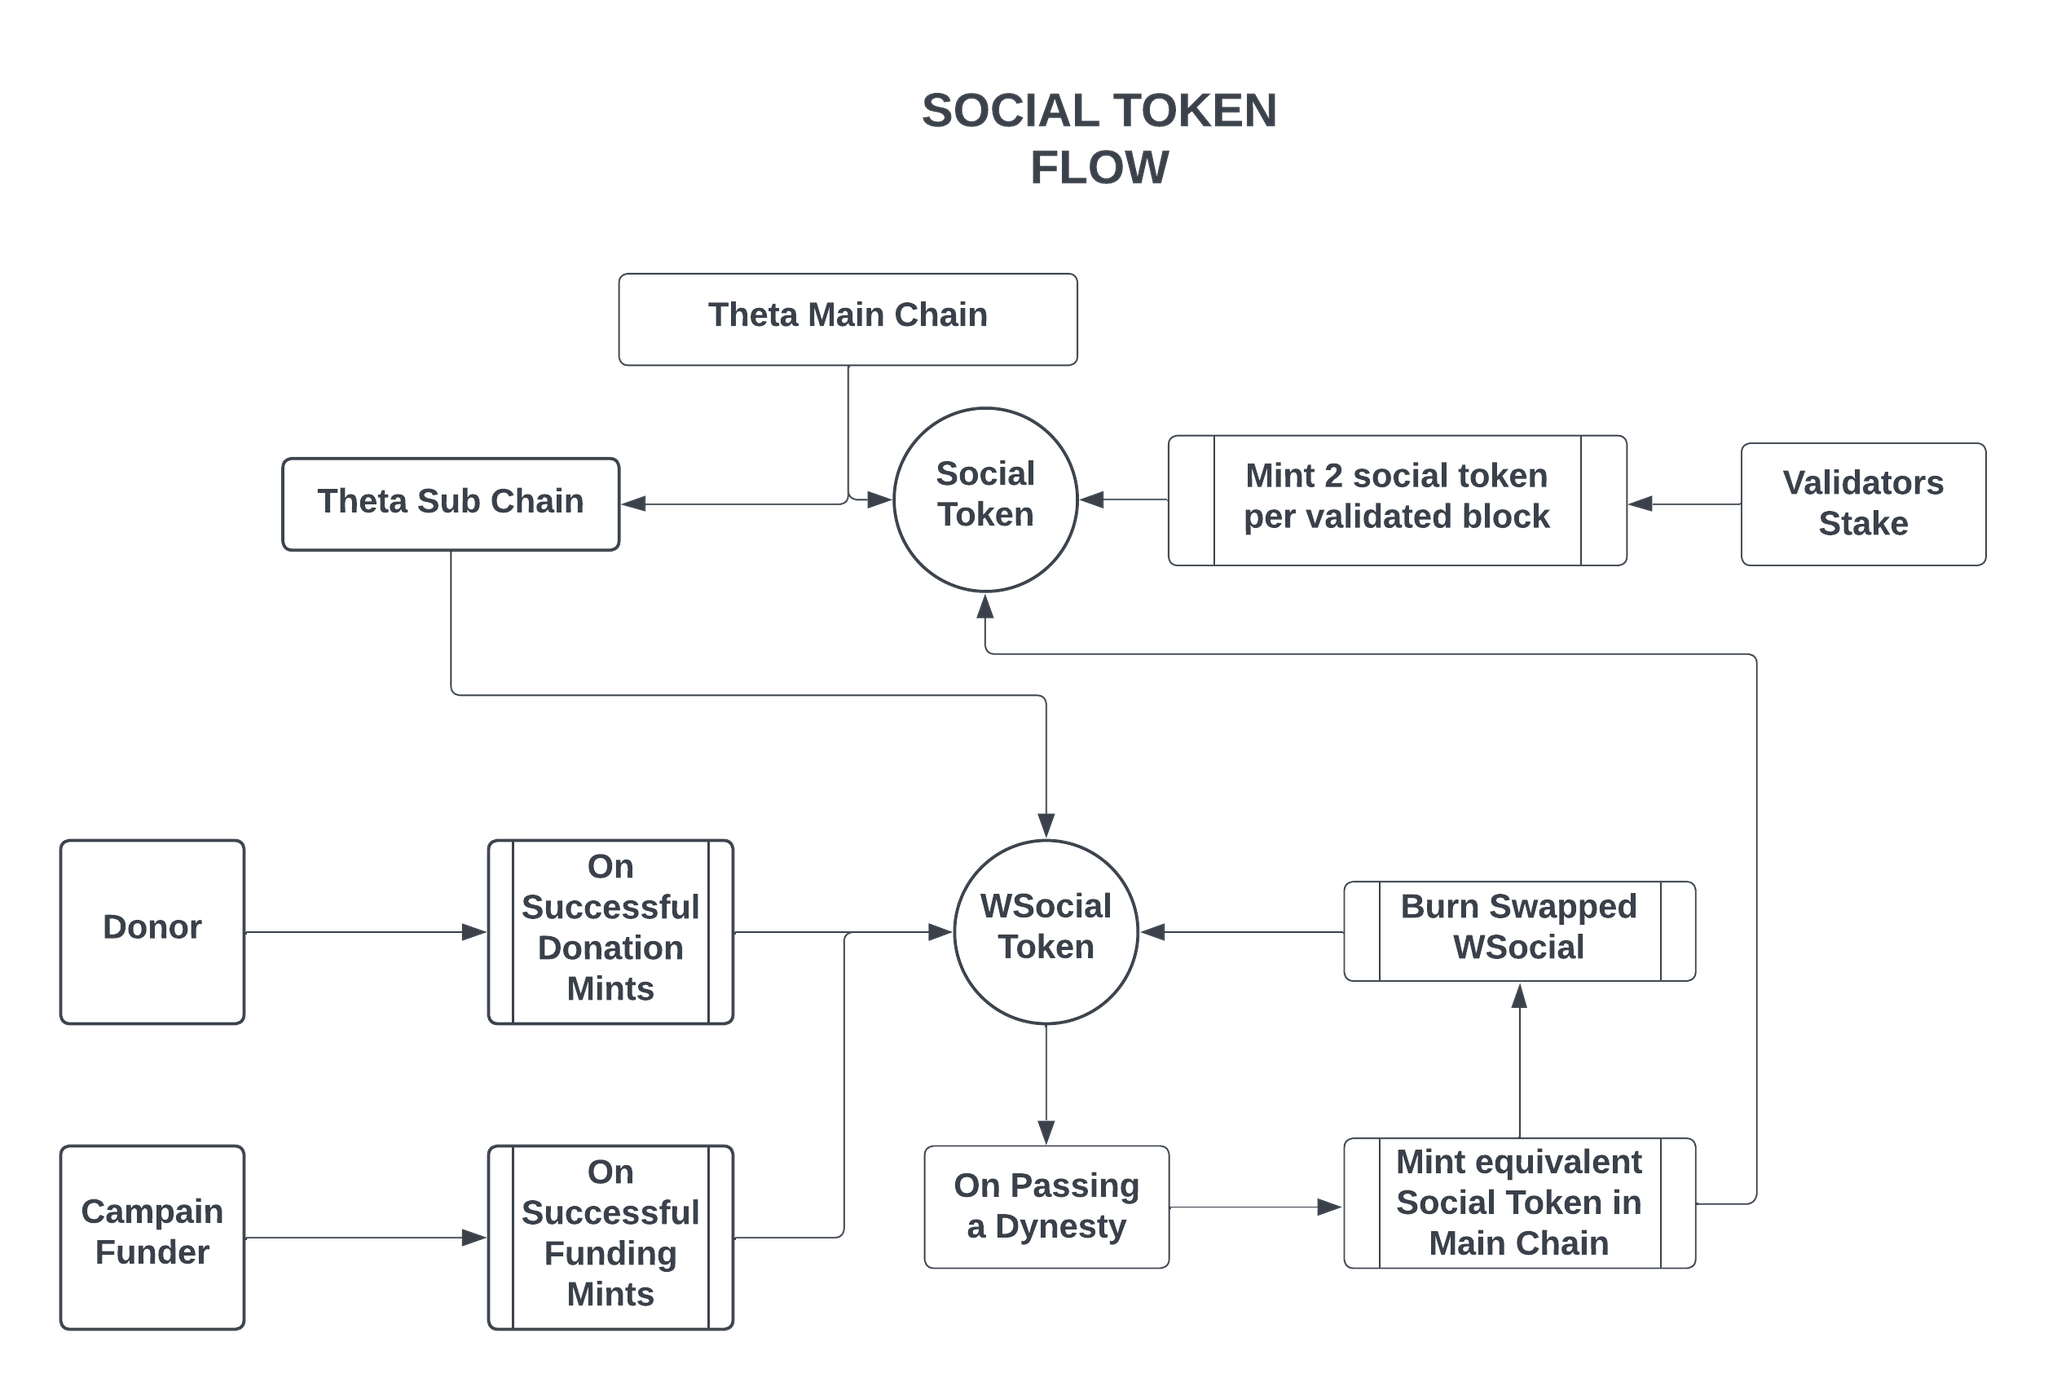 SOCIAL TOKEN
FLOW
Theta Main Chain
Theta Sub Chain
Social
Token
Mint 2 social token
per validated block
Validators
Stake
Donor
On
Successful
Donation
Mints
WSocial
Token
Burn Swapped
WSocial
Campain
Funder
On
Successful
Funding
Mints
On Passing
a Dynesty
Mint equivalent
Social Token in
Main Chain